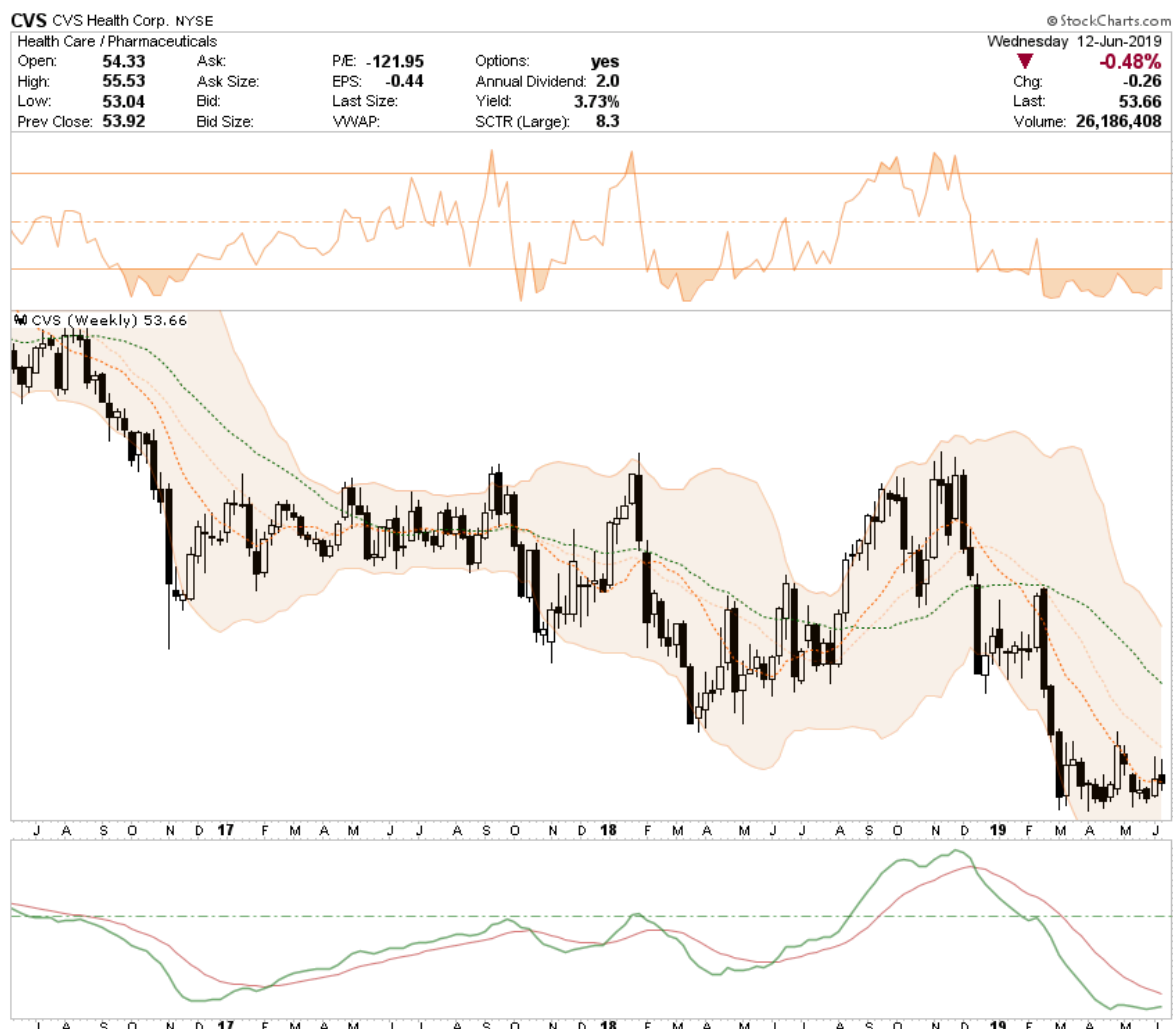 CVS CVS Health Corp. NYSE © StockCharts.com
Health Care / Pharmaceuticals Wednesday 12-Jun-2019
Open: 54.33 Ask: P/E: -121.95 Options: yes ▼ -0.48%
High: 55.53 Ask Size: EPS: -0.44 Annual Dividend: 2.0 Chg: -0.26
Low: 53.04 Bid: Last Size: Yield: 3.73% Last: 53.66
Prev Close: 53.92 Bid Size: VWAP: SCTR (Large): 8.3 Volume: 26,186,408
CVS (Weekly) 53.66
J A S O N D 17 F M A M J J A S O N D 18 F M A M J J A S O N D 19 F M A M J
J A S O N D 17 F M A M J J A S O N D 18 F M A M J J A S O N D 19 F M A M J